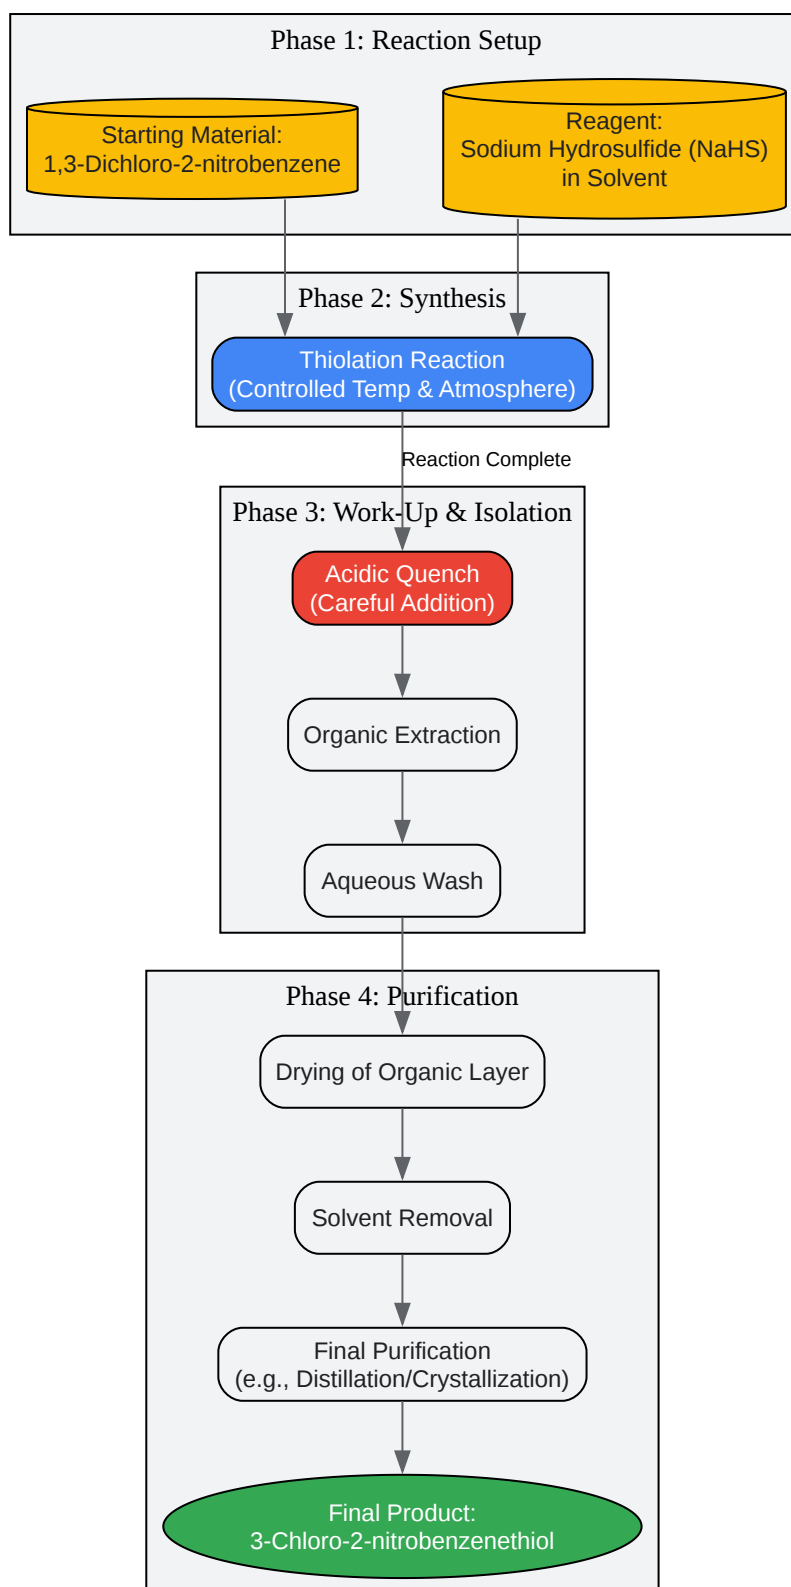 Phase 1: Reaction Setup
Starting Material:
1,3-Dichloro-2-nitrobenzene
Reagent:
Sodium Hydrosulfide (NaHS)
in Solvent
Phase 2: Synthesis
Thiolation Reaction
(Controlled Temp & Atmosphere)
Reaction Complete
Phase 3: Work-Up & Isolation
Acidic Quench
(Careful Addition)
Organic Extraction
Aqueous Wash
Phase 4: Purification
Drying of Organic Layer
Solvent Removal
Final Purification
(e.g., Distillation/Crystallization)
Final Product:
3-Chloro-2-nitrobenzenethiol